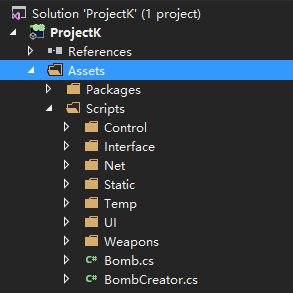 Solution 'ProjectK' (1 project)
ProjectK
References
Assets
Packages
Scripts
Control
Interface
Net
Static
Temp
UI
Weapons
C# Bomb.cs
C# BombCreator.cs